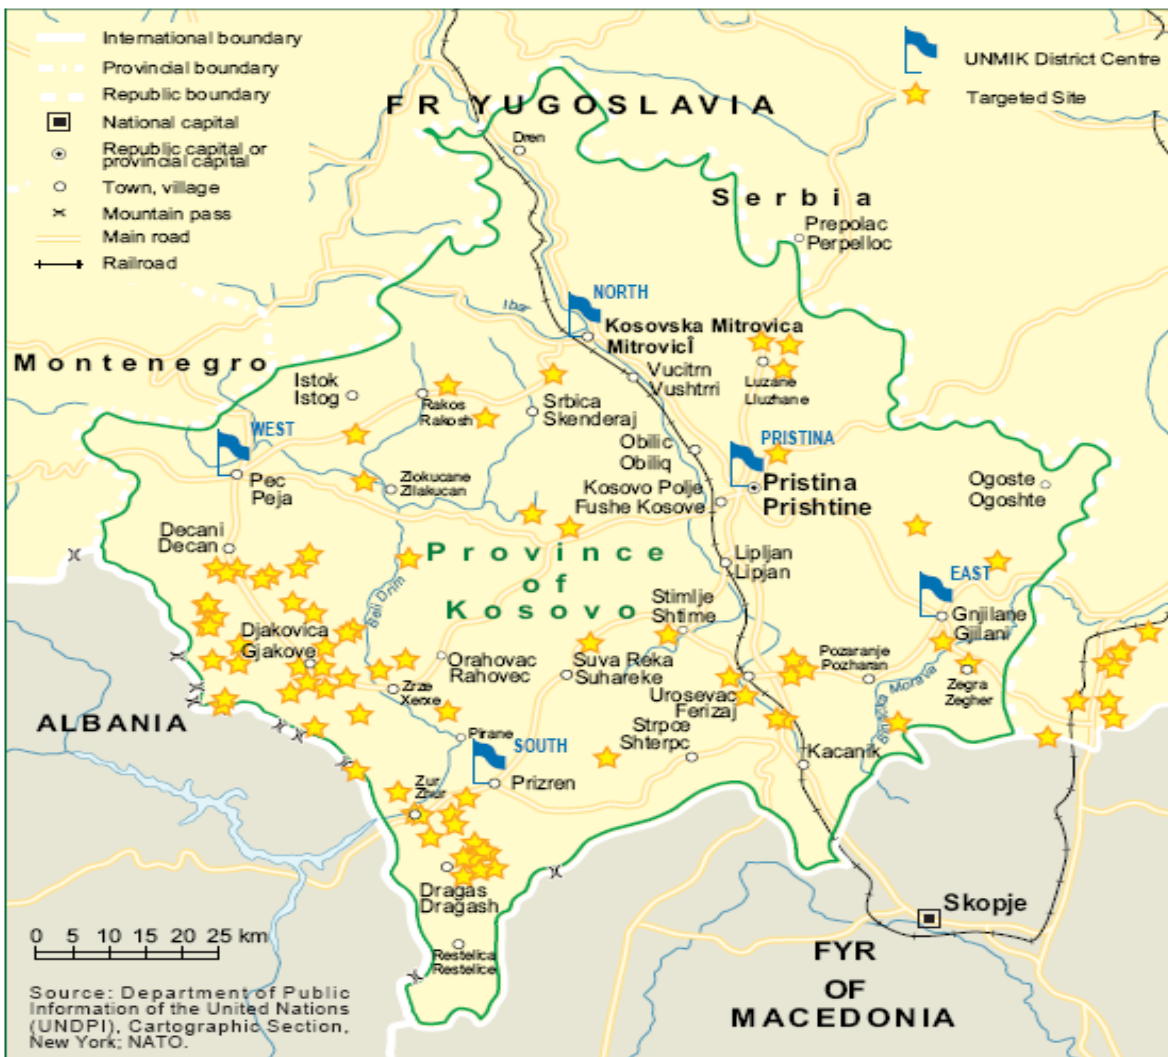 International boundary
Provincial boundary
Republic boundary
National capital
Republic capital or
provincial capital
Town, village
Mountain pass
Main road
Railroad
UNMIK District Centre
Targeted Site
FR YUGOSLAVIA
Dren
Serbia
Prepolac
Perpelloc
NORTH
Ibar
Kosovska Mitrovica
MitrovicÎ
Montenegro
Istok
Istog
Rakos
Rakosh
Srbica
Skenderaj
Vucitrn
Vushtrri
Luzane
Lluzhane
WEST
Pec
Peja
Zlokucane
Zllakucan
Obilic
Obiliq
PRISTINA
Pristina
Prishtine
Kosovo Polje
Fushe Kosove
Ogoste
Ogoshte
Decani
Decan
Province
of
Kosovo
Beli Drim
Lipljan
Lipjan
EAST
Gnjilane
Gjilani
Stimlje
Shtime
Djakovica
Gjakove
Orahovac
Rahovec
Suva Reka
Suhareke
Pozaranje
Pozharan
Zrze
Xerxe
Urosevac
Ferizaj
Morava
Zegra
Zegher
ALBANIA
Pirane
SOUTH
Strpce
Shterpc
Kacanik
Prizren
Zur
Zhur
Dragas
Dragash
Restelica
Restelice
Skopje
FYR
OF
MACEDONIA
0 5 10 15 20 25 km
Source: Department of Public
Information of the United Nations
(UNDPI), Cartographic Section,
New York; NATO.